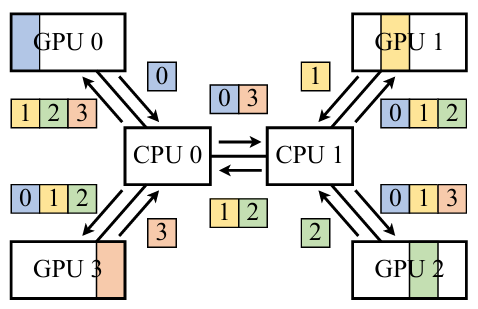 GPU 0
GPU 1
0
1
0 3
1 2 3
0 1 2
CPU 0
CPU 1
0 1 2
0 1 3
1 2
3
2
GPU 3
GPU 2